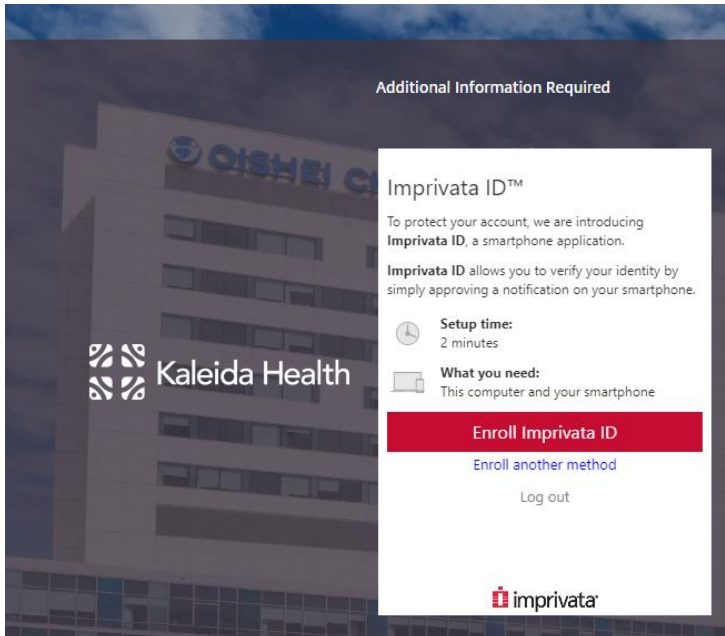 Additional Information Required
OISHEI
Kaleida Health
Imprivata ID™
To protect your account, we are introducing
Imprivata ID, a smartphone application.
Imprivata ID allows you to verify your identity by
simply approving a notification on your smartphone.
Setup time:
2 minutes
What you need:
This computer and your smartphone
Enroll Imprivata ID
Enroll another method
Log out
imprivata